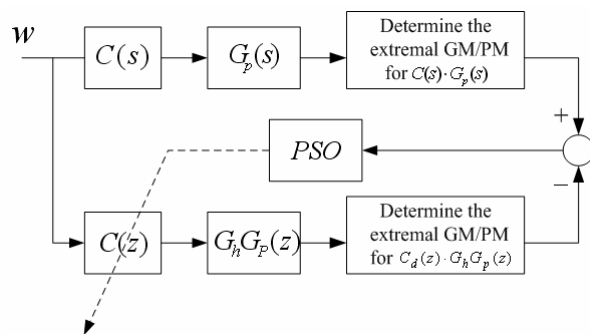 w
C(s)
G_p(s)
Determine the
extremal GM/PM
for C(s)·G_p(s)
+
PSO
−
C(z)
G_hG_P(z)
Determine the
extremal GM/PM
for C_d(z)·G_hG_p(z)